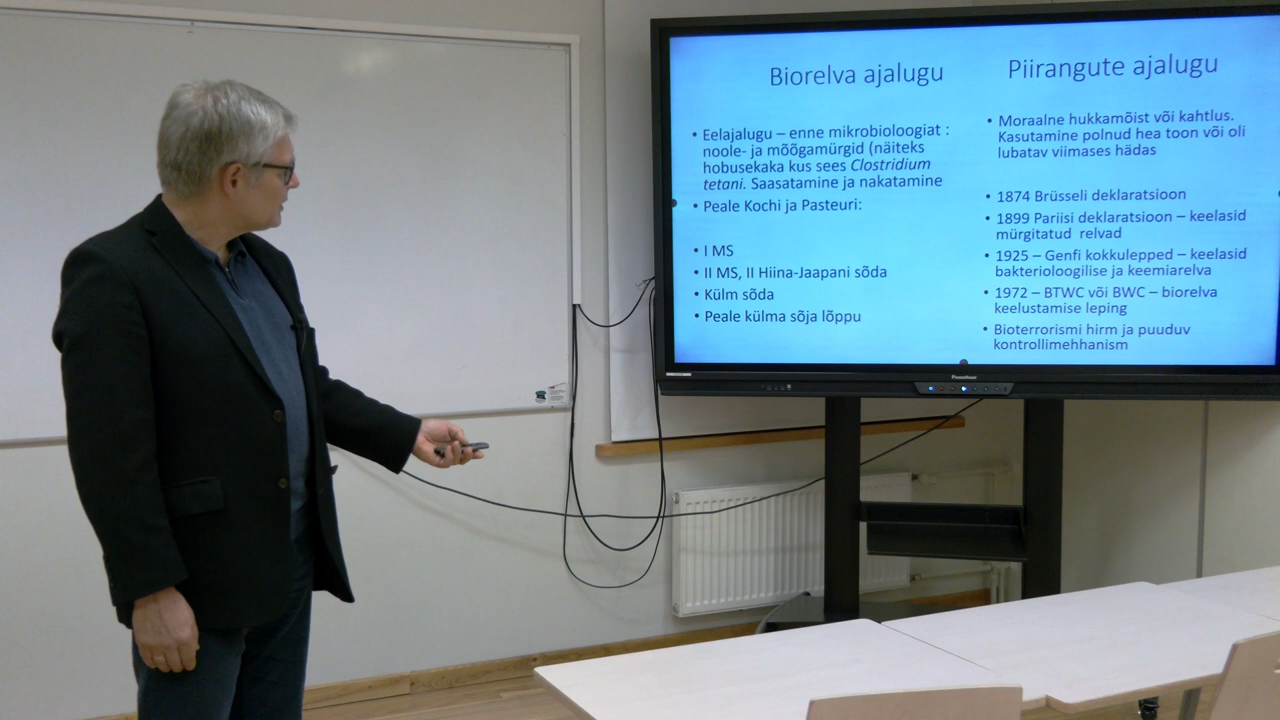 Biorelva ajalugu
• Eelajalugu – enne mikrobioloogiat :
noole- ja mõõgamürgid (näiteks
hobusekaka kus sees Clostridium
tetani. Saasatamine ja nakatamine
• Peale Kochi ja Pasteuri:
• I MS
• II MS, II Hiina-Jaapani sõda
• Külm sõda
• Peale külma sõja lõppu
Piirangute ajalugu
• Moraalne hukkamõist või kahtlus.
Kasutamine polnud hea toon või oli
lubatav viimases hädas
• 1874 Brüsseli deklaratsioon
• 1899 Pariisi deklaratsioon – keelasid
mürgitatud relvad
• 1925 – Genfi kokkulepped – keelasid
bakterioloogilise ja keemiarelva
• 1972 – BTWC või BWC – biorelva
keelustamise leping
• Bioterrorismi hirm ja puuduv
kontrollimehhanism
Promethean